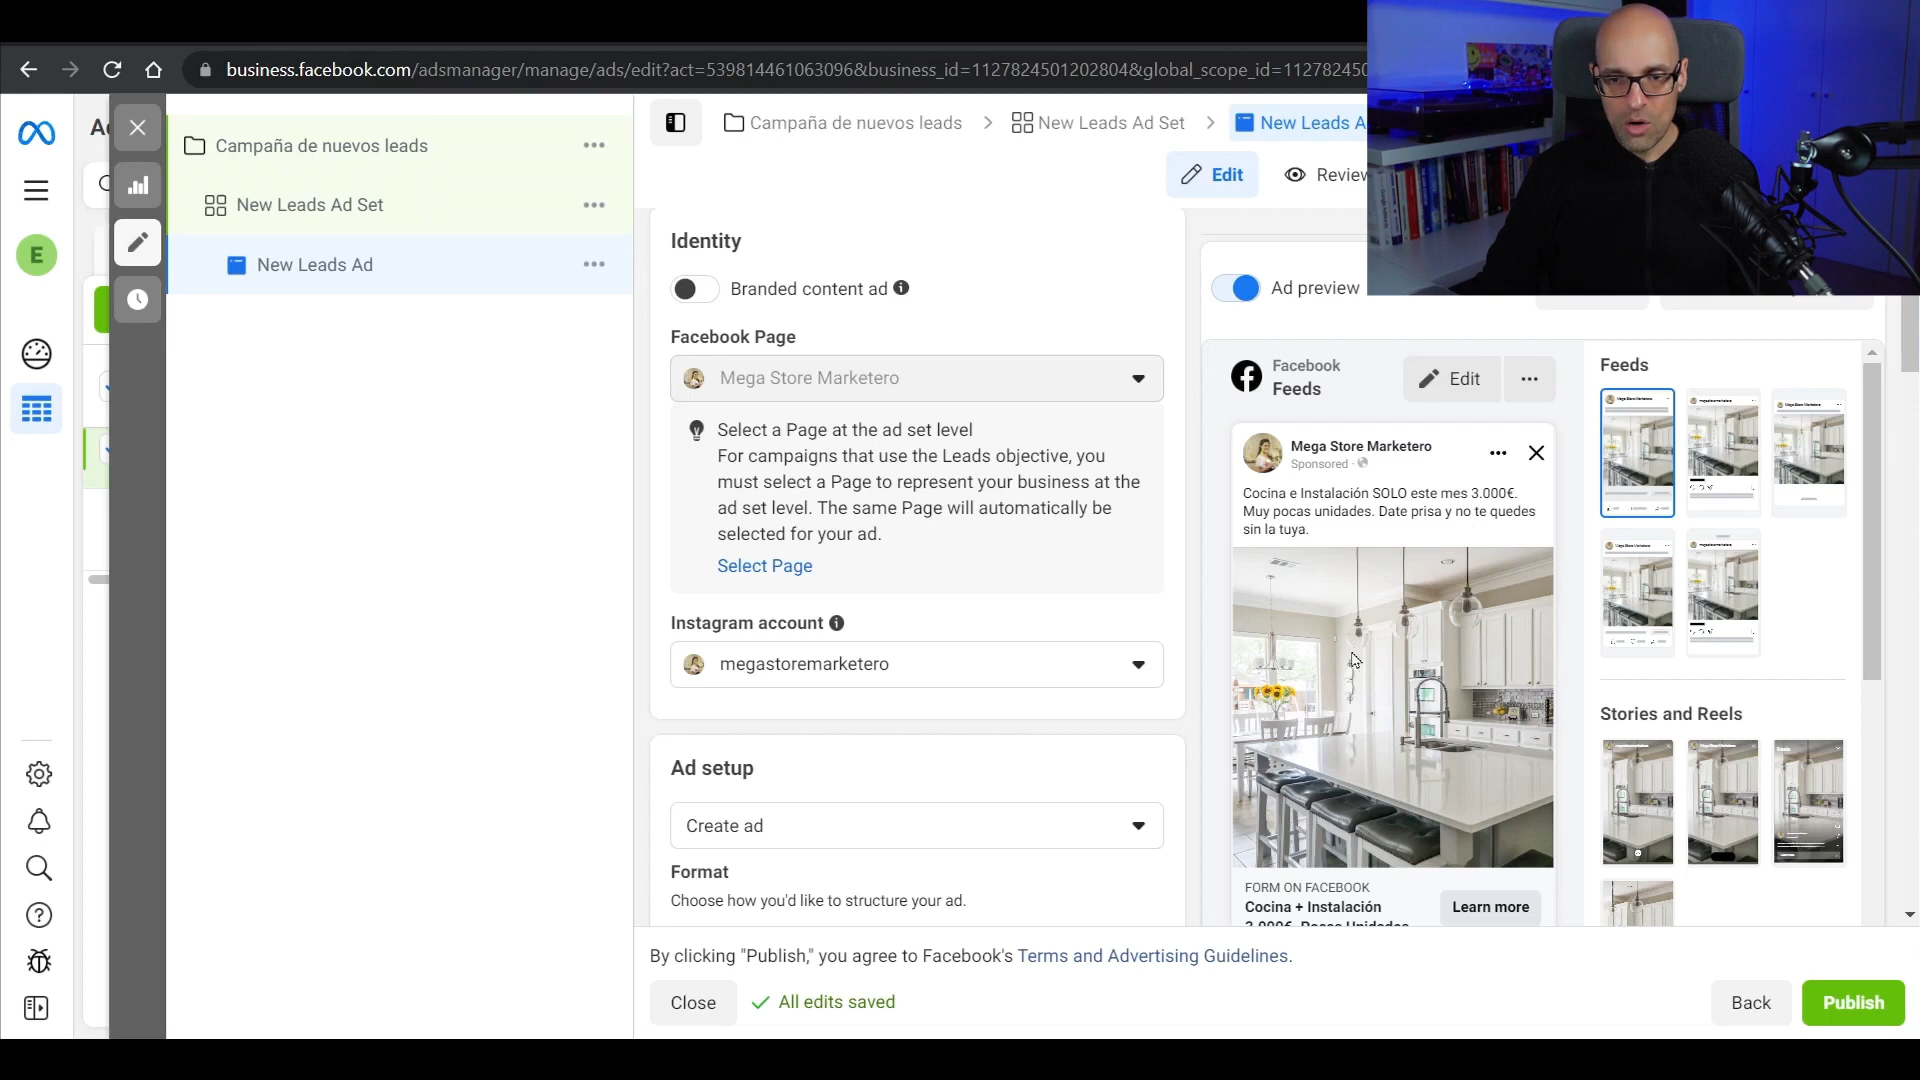 business.facebook.com/adsmanager/manage/ads/edit?act=539814461063096&business_id=1127824501202804&global_scope_id=112782450
Campaña de nuevos leads
New Leads Ad Set
New Leads Ad
E
Campaña de nuevos leads > New Leads Ad Set > New Leads A
Edit
Review
Identity
Branded content ad
Facebook Page
Mega Store Marketero
Select a Page at the ad set level
For campaigns that use the Leads objective, you
must select a Page to represent your business at the
ad set level. The same Page will automatically be
selected for your ad.
Select Page
Instagram account
megastoremarketero
Ad setup
Create ad
Format
Choose how you'd like to structure your ad.
Ad preview
Facebook
Feeds
Edit
Mega Store Marketero
Sponsored ·
Cocina e Instalación SOLO este mes 3.000€.
Muy pocas unidades. Date prisa y no te quedes
sin la tuya.
FORM ON FACEBOOK
Cocina + Instalación
3.000€. Pocas Unidades
Learn more
Feeds
Stories and Reels
By clicking "Publish," you agree to Facebook's Terms and Advertising Guidelines.
Close
All edits saved
Back
Publish